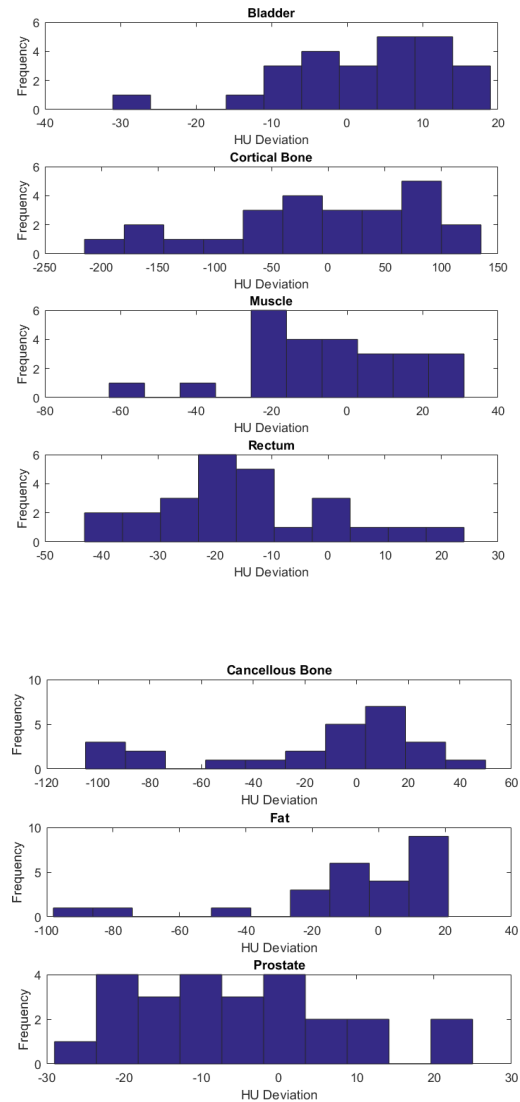 Bladder
6
4
2
0
Frequency
-40 -30 -20 -10 0 10 20
HU Deviation
Cortical Bone
6
4
2
0
Frequency
-250 -200 -150 -100 -50 0 50 100 150
HU Deviation
Muscle
6
4
2
0
Frequency
-80 -60 -40 -20 0 20 40
HU Deviation
Rectum
6
4
2
0
Frequency
-50 -40 -30 -20 -10 0 10 20 30
HU Deviation
Cancellous Bone
10
5
0
Frequency
-120 -100 -80 -60 -40 -20 0 20 40 60
HU Deviation
Fat
10
5
0
Frequency
-100 -80 -60 -40 -20 0 20 40
HU Deviation
Prostate
4
2
0
Frequency
-30 -20 -10 0 10 20 30
HU Deviation